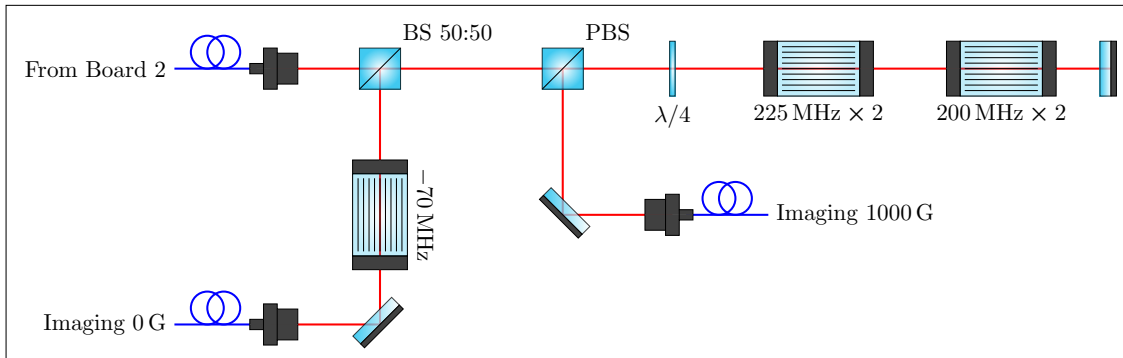 BS 50:50
PBS
From Board 2
λ/4
225 MHz × 2
200 MHz × 2
−70 MHz
Imaging 1000 G
Imaging 0 G